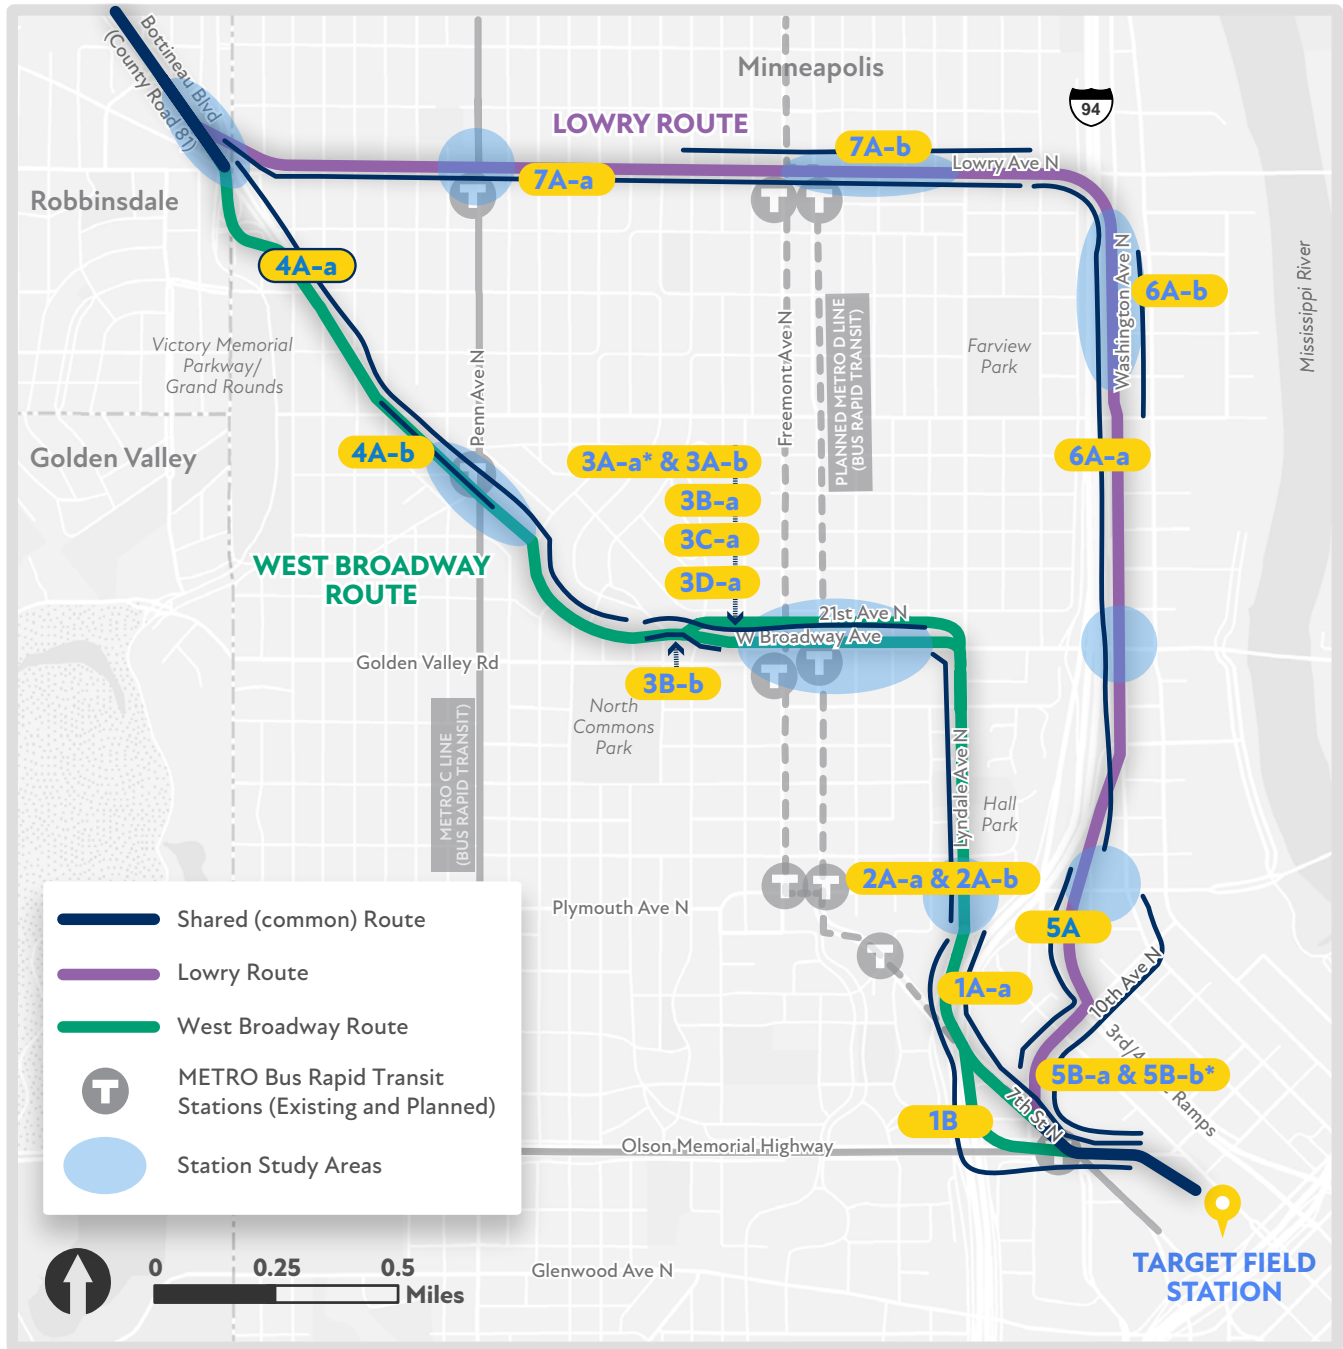 Bottineau Blvd
(County Road 81)
Minneapolis
94
LOWRY ROUTE
7A-b
Lowry Ave N
7A-a
Robbinsdale
4A-a
Washington Ave N
6A-b
Mississippi River
Victory Memorial
Parkway/
Grand Rounds
Penn Ave N
Freemont Ave N
PLANNED METRO D LINE
(BUS RAPID TRANSIT)
Farview
Park
Golden Valley
4A-b
3A-a* & 3A-b
6A-a
3B-a
3C-a
3D-a
WEST BROADWAY
ROUTE
21st Ave N
W Broadway Ave
Golden Valley Rd
3B-b
North
Commons
Park
METRO C LINE
(BUS RAPID TRANSIT)
Lyndale Ave N
Hall
Park
2A-a & 2A-b
Plymouth Ave N
5A
1A-a
10th Ave N
3rd/4
Ramps
5B-a & 5B-b*
7th St N
1B
Olson Memorial Highway
Shared (common) Route
Lowry Route
West Broadway Route
T
METRO Bus Rapid Transit
Stations (Existing and Planned)
Station Study Areas
0 0.25 0.5
Miles
Glenwood Ave N
TARGET FIELD
STATION